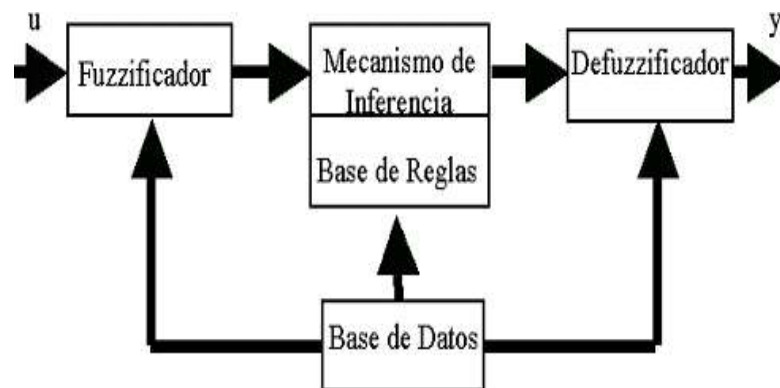 u
y
Fuzzificador
Mecanismo de
Inferencia
Defuzzificador
Base de Reglas
Base de Datos